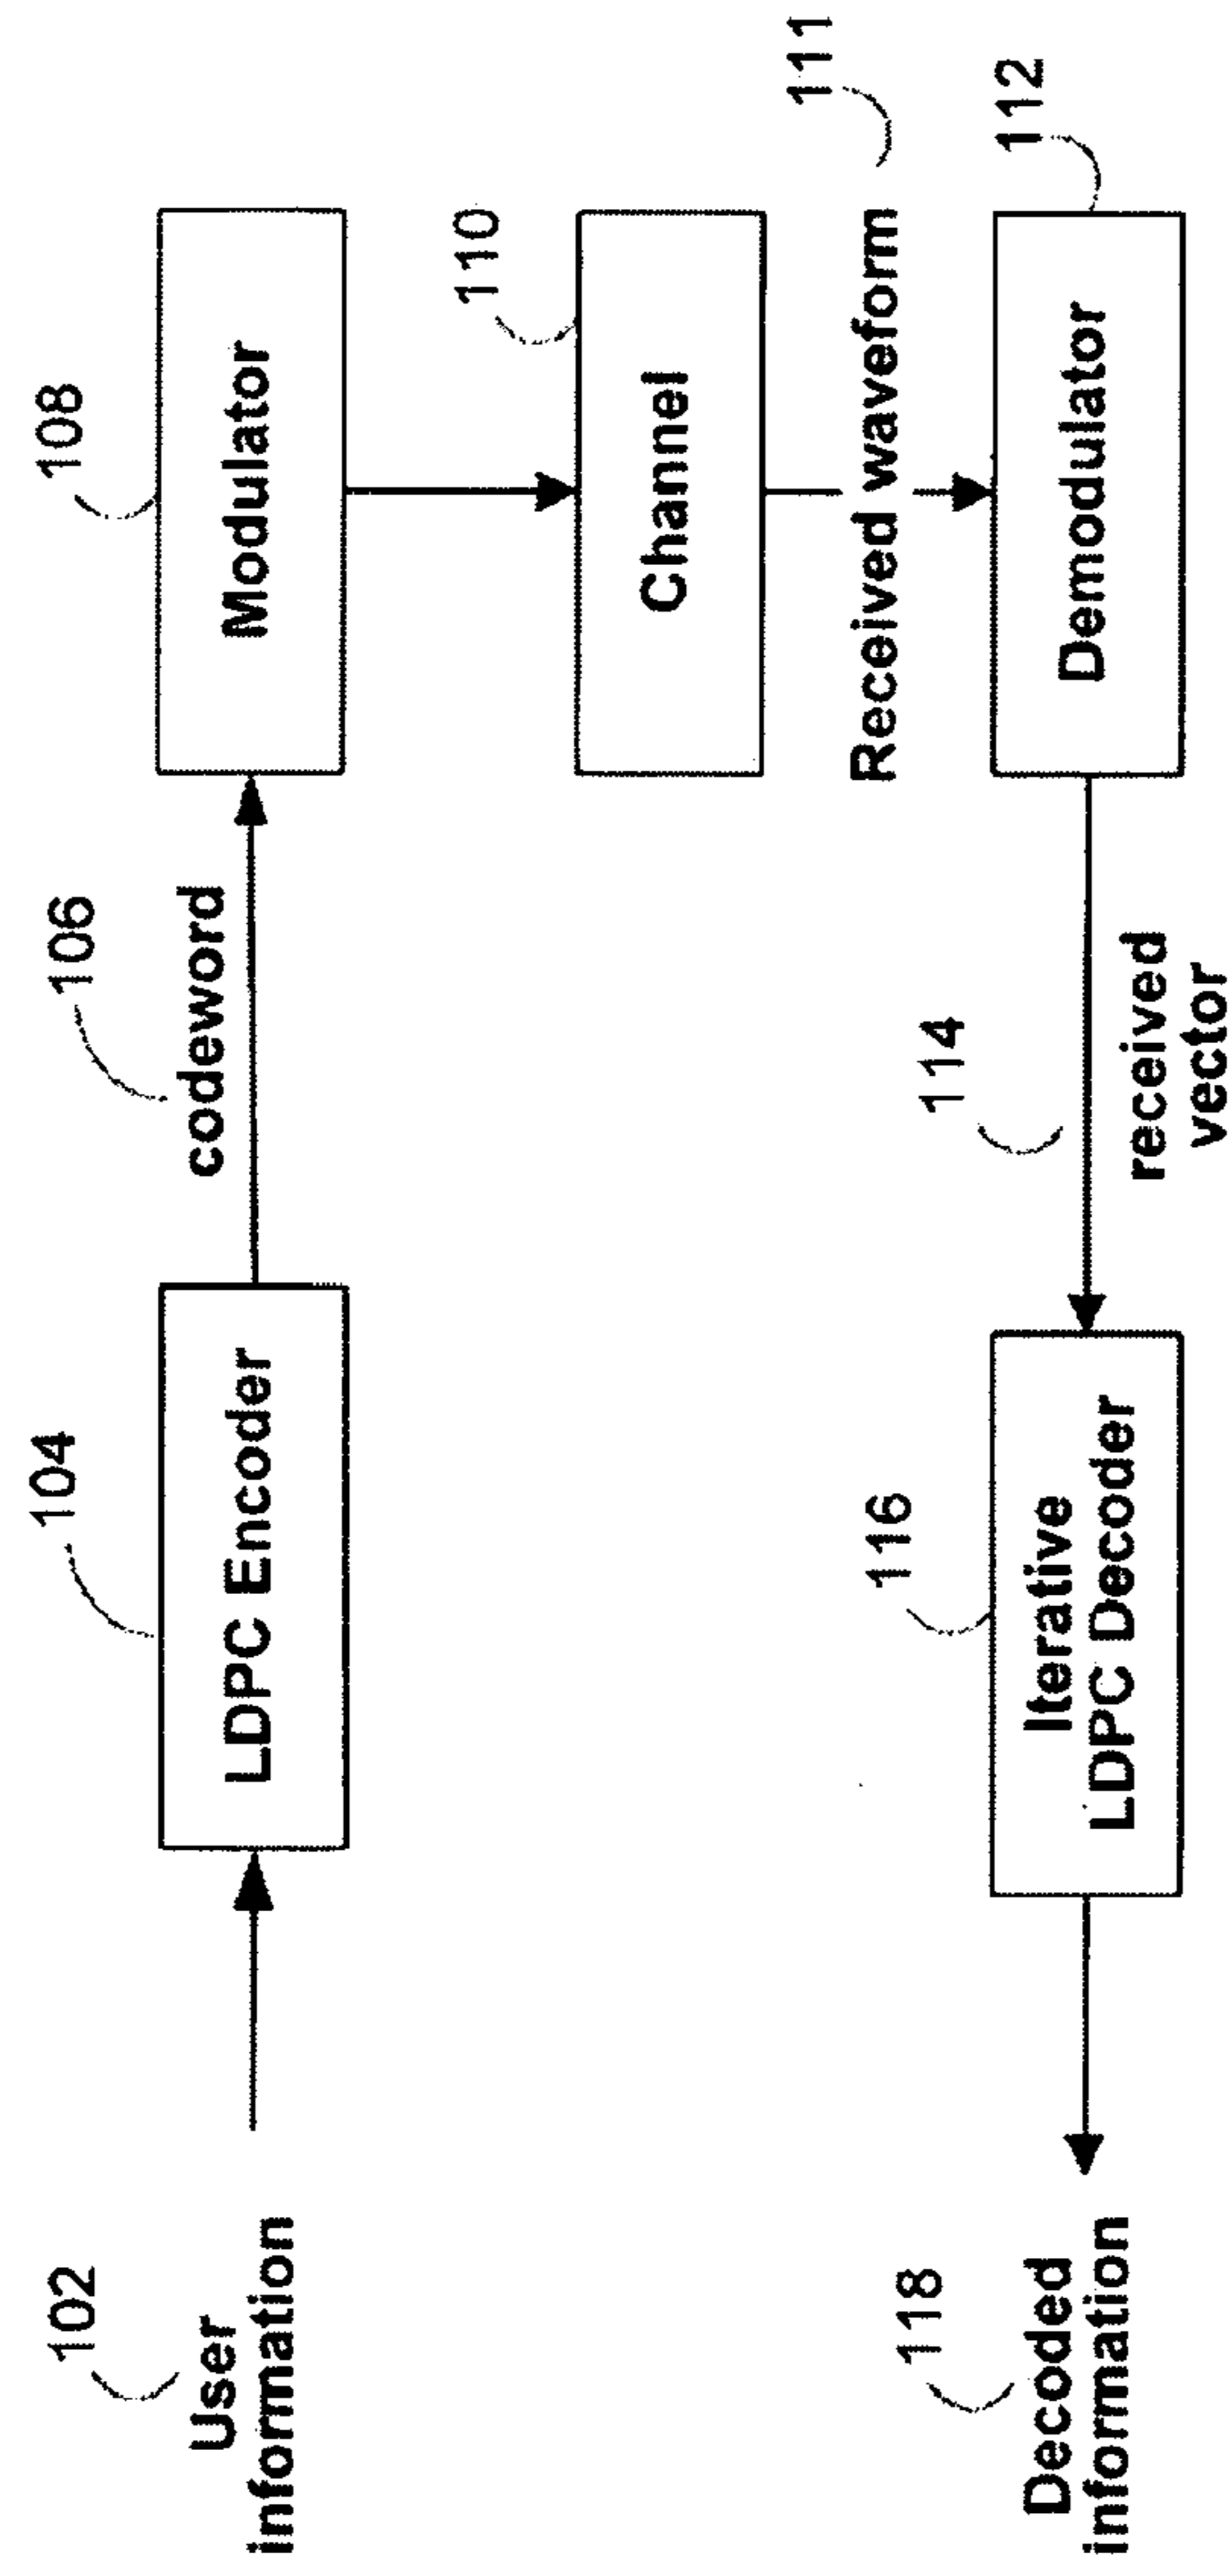 102
User
information
104
LDPC Encoder
106
codeword
108
Modulator
110
Channel
Received waveform
111
112
Demodulator
114
received
vector
116
Iterative
LDPC Decoder
118
Decoded
information